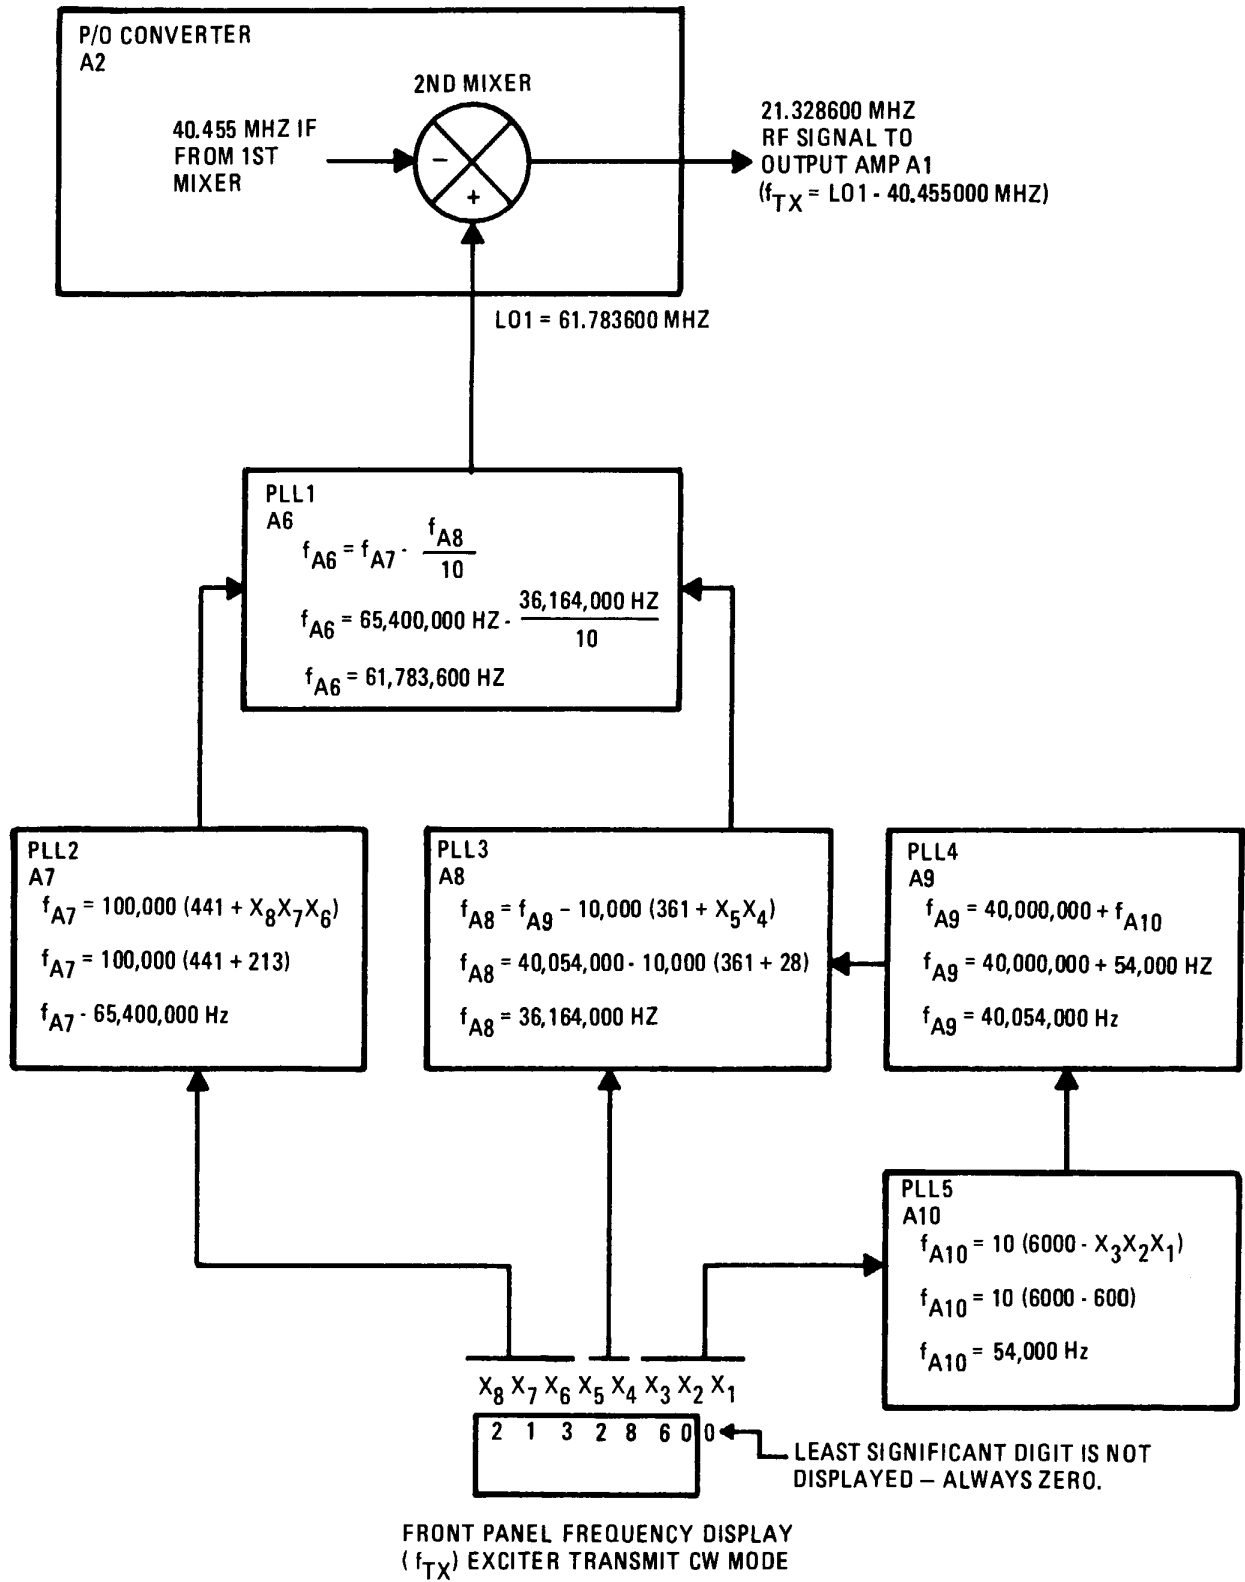 P/O CONVERTER
A2
2ND MIXER
40.455 MHZ IF
FROM 1ST
MIXER
−
+
21.328600 MHZ
RF SIGNAL TO
OUTPUT AMP A1
(fTX = LO1 - 40.455000 MHZ)
LO1 = 61.783600 MHZ
PLL1
A6
fA6 = fA7 - fA8/10
fA6 = 65,400,000 HZ - 36,164,000 HZ/10
fA6 = 61,783,600 HZ
PLL2
A7
fA7 = 100,000 (441 + X8X7X6)
fA7 = 100,000 (441 + 213)
fA7 - 65,400,000 Hz
PLL3
A8
fA8 = fA9 – 10,000 (361 + X5X4)
fA8 = 40,054,000 - 10,000 (361 + 28)
fA8 = 36,164,000 HZ
PLL4
A9
fA9 = 40,000,000 + fA10
fA9 = 40,000,000 + 54,000 HZ
fA9 = 40,054,000 Hz
PLL5
A10
fA10 = 10 (6000 - X3X2X1)
fA10 = 10 (6000 - 600)
fA10 = 54,000 Hz
X8 X7 X6 X5 X4 X3 X2 X1
2 1 3 2 8 6 0 0
LEAST SIGNIFICANT DIGIT IS NOT
DISPLAYED – ALWAYS ZERO.
FRONT PANEL FREQUENCY DISPLAY
(fTX) EXCITER TRANSMIT CW MODE